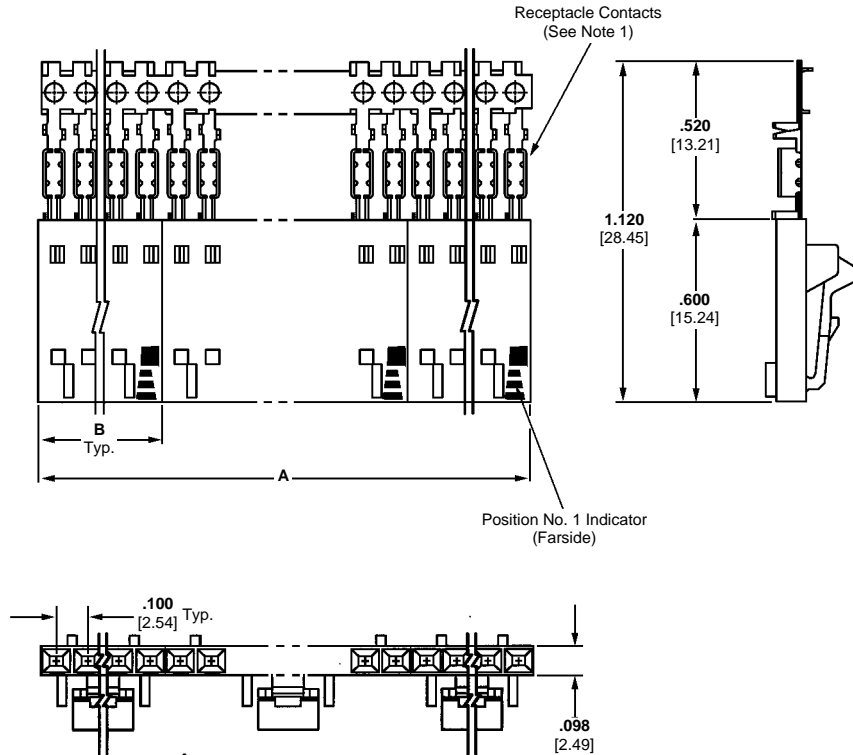 Receptacle Contacts
(See Note 1)
.520
[13.21]
1.120
[28.45]
.600
[15.24]
B
Typ.
A
Position No. 1 Indicator
(Farside)
.100
[2.54] Typ.
.098
[2.49]